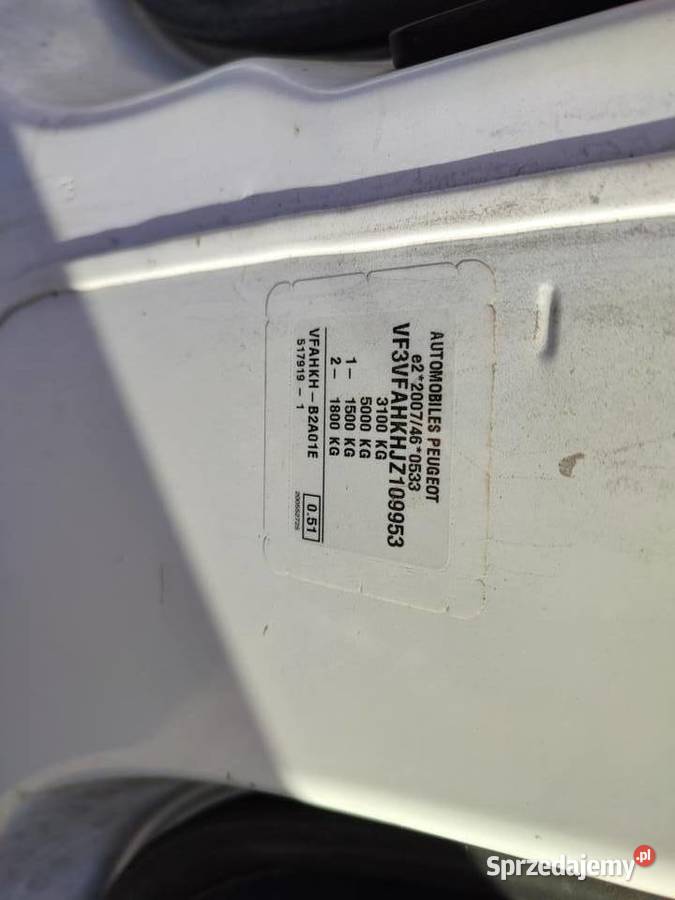 AUTOMOBILES PEUGEOT
e2*2007/46*0533
VF3VFAHKHJZ109953
3100 KG
5000 KG
1 – 1500 KG
2 – 1800 KG
VFAHKH – B2A01E
0.51
517919 – 1
200552725
Sprzedajemy.pl